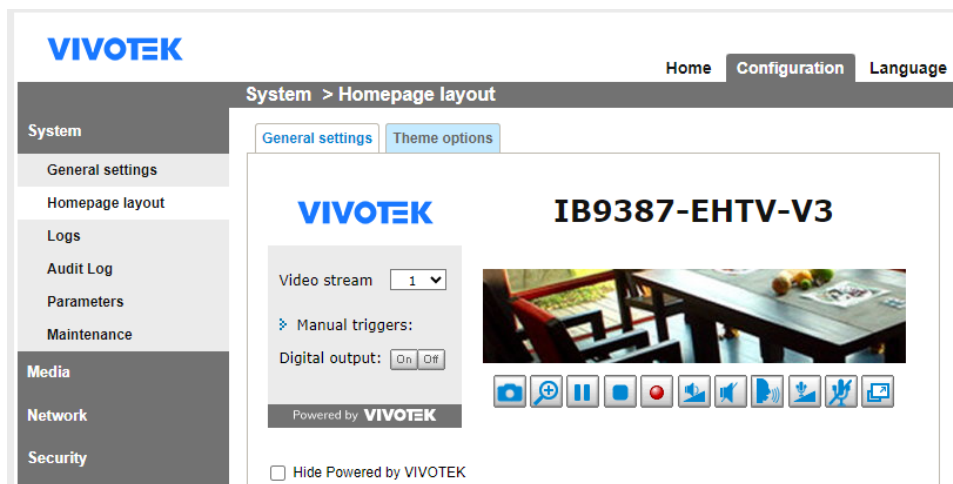 VIVOTEK
Home Configuration Language
System > Homepage layout
System
General settings
Homepage layout
Logs
Audit Log
Parameters
Maintenance
Media
Network
Security
General settings Theme options
VIVOTEK IB9387-EHTV-V3
Video stream 1
Manual triggers:
Digital output: On Off
Powered by VIVOTEK
Hide Powered by VIVOTEK